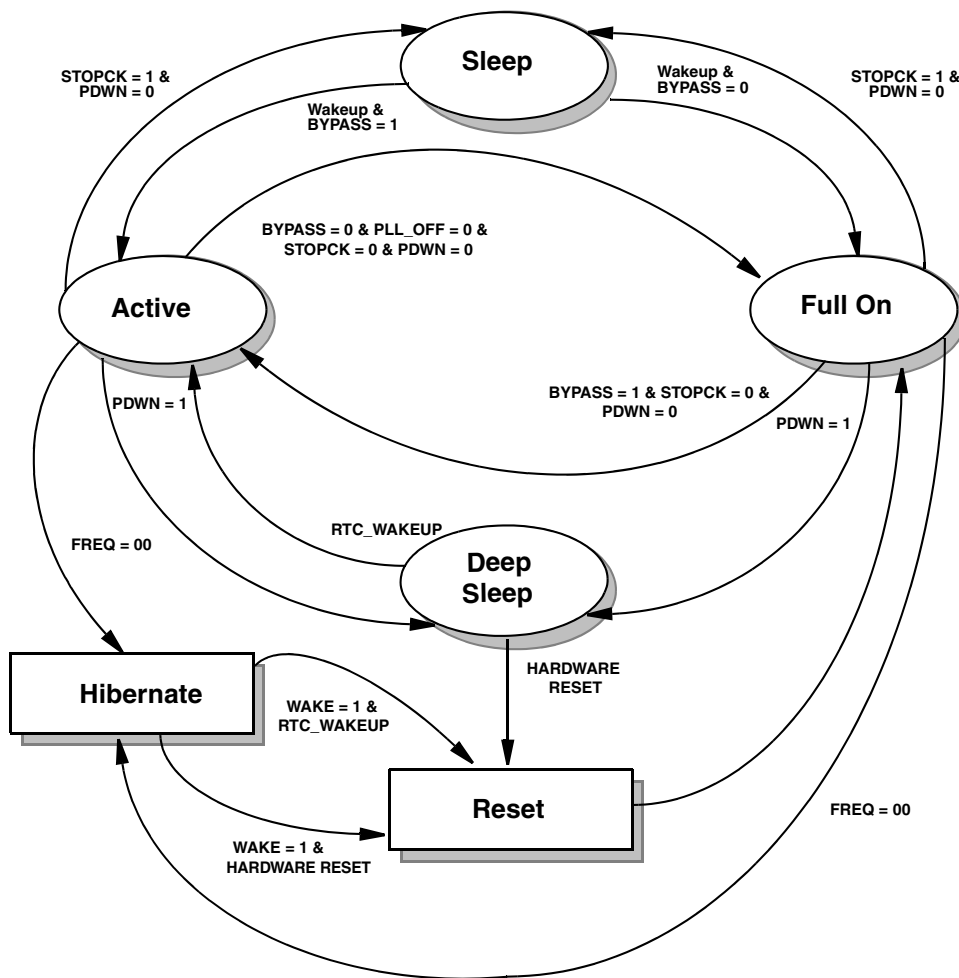 Sleep
STOPCK = 1 &
PDWN = 0
Wakeup &
BYPASS = 1
Wakeup &
BYPASS = 0
STOPCK = 1 &
PDWN = 0
BYPASS = 0 & PLL_OFF = 0 &
STOPCK = 0 & PDWN = 0
Active
Full On
PDWN = 1
BYPASS = 1 & STOPCK = 0 &
PDWN = 0
PDWN = 1
FREQ = 00
RTC_WAKEUP
Deep
Sleep
HARDWARE
RESET
Hibernate
WAKE = 1 &
RTC_WAKEUP
Reset
FREQ = 00
WAKE = 1 &
HARDWARE RESET